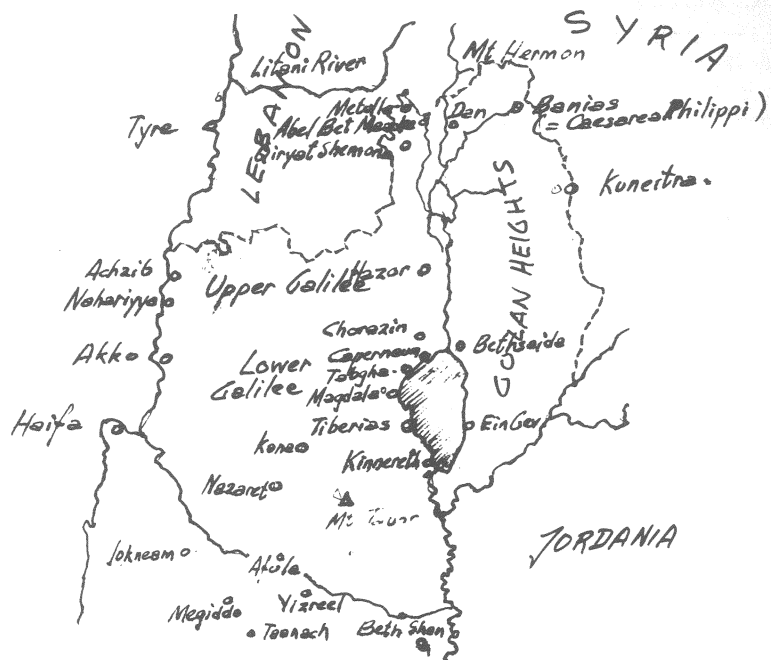 SYRIA
LEBANON
Litani River
Mt Hermon
Metulla
Dan
Banias
(= Caesarea Philippi)
Tyre
Abel Bet
Qiryat Shemona
Kuneitra.
GOLAN HEIGHTS
Achzib
Upper Galilee
Hazor
Nahariyya
Chorazin
Bethsaida
Akko
Lower
Galilee
Capernaum
Tabgha
Magdala
Haifa
Tiberias
Ein Gev
Kana
Kinnereth
Nazaret
Mt
JORDANIA
Jokneam
Afula
Megiddo
Yizreel
Taanach
Beth Shan